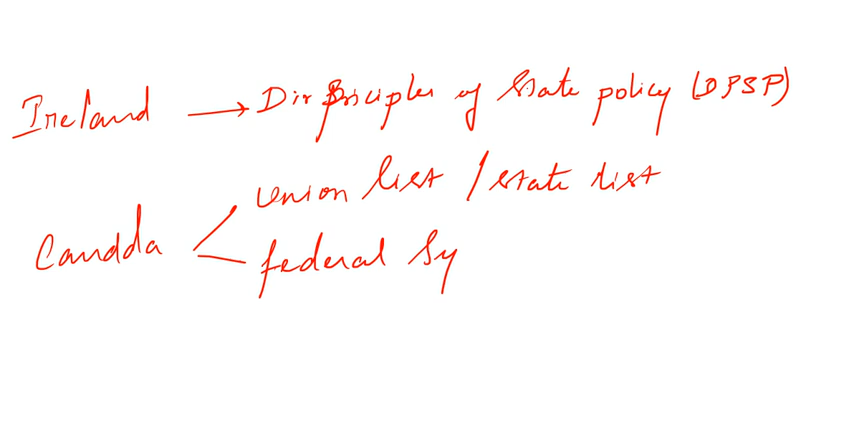 Ireland → Dir Principles of State policy (DPSP)
Union list / state list
Canada
federal Sy